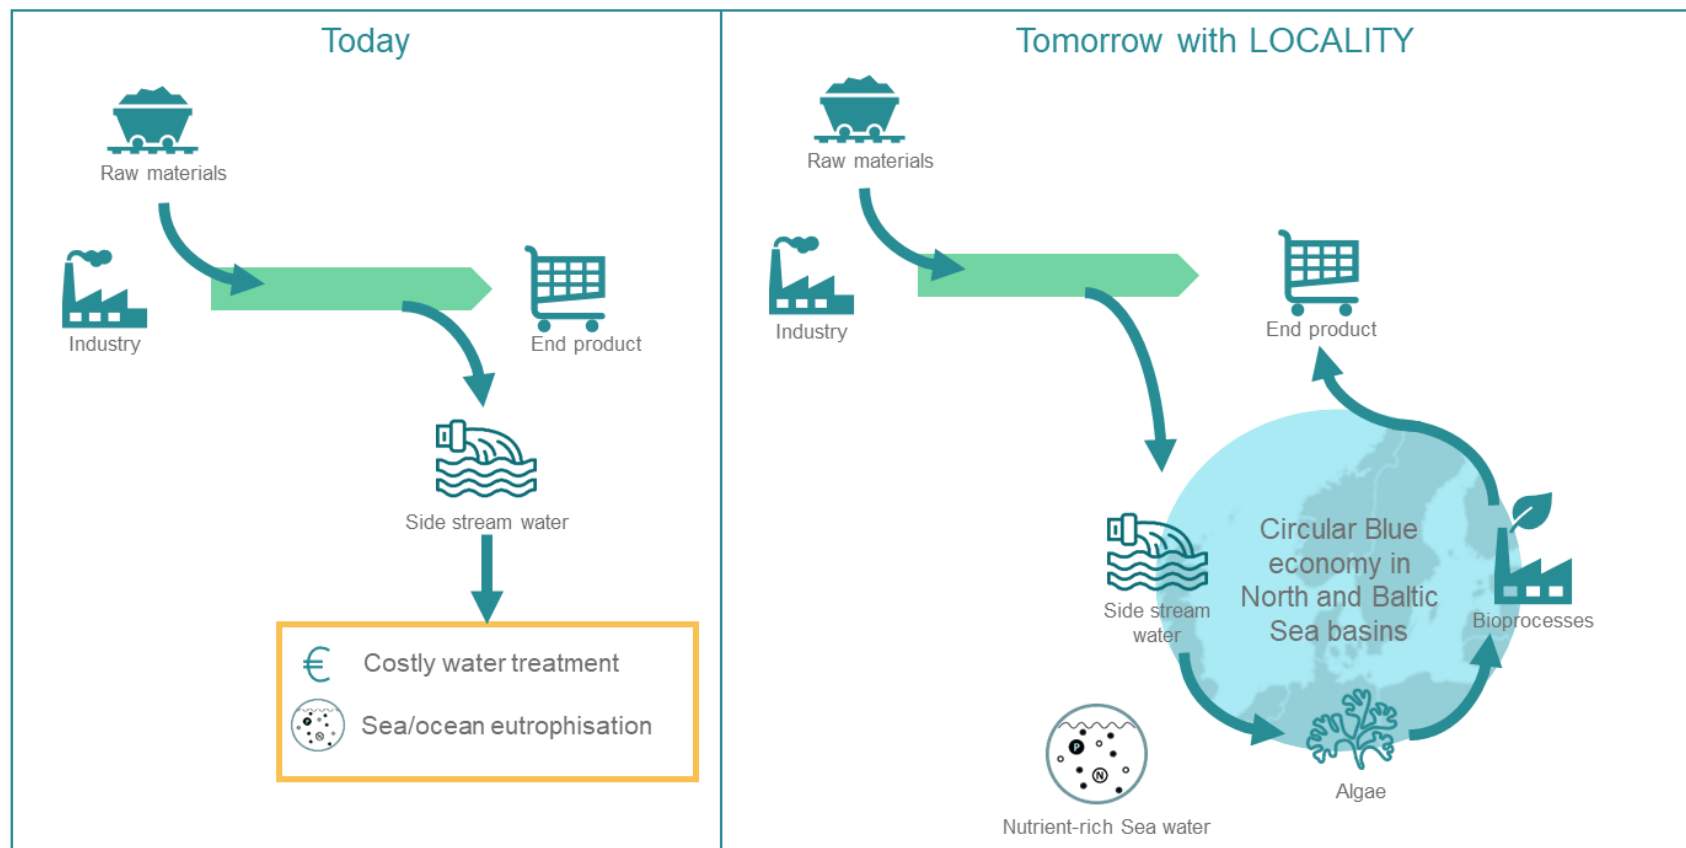 Today
Raw materials
Industry
End product
Side stream water
€ Costly water treatment
P
N
Sea/ocean eutrophisation
Tomorrow with LOCALITY
Raw materials
Industry
End product
Circular Blue
economy in
North and Baltic
Sea basins
Side stream
water
Bioprocesses
P
N
Algae
Nutrient-rich Sea water